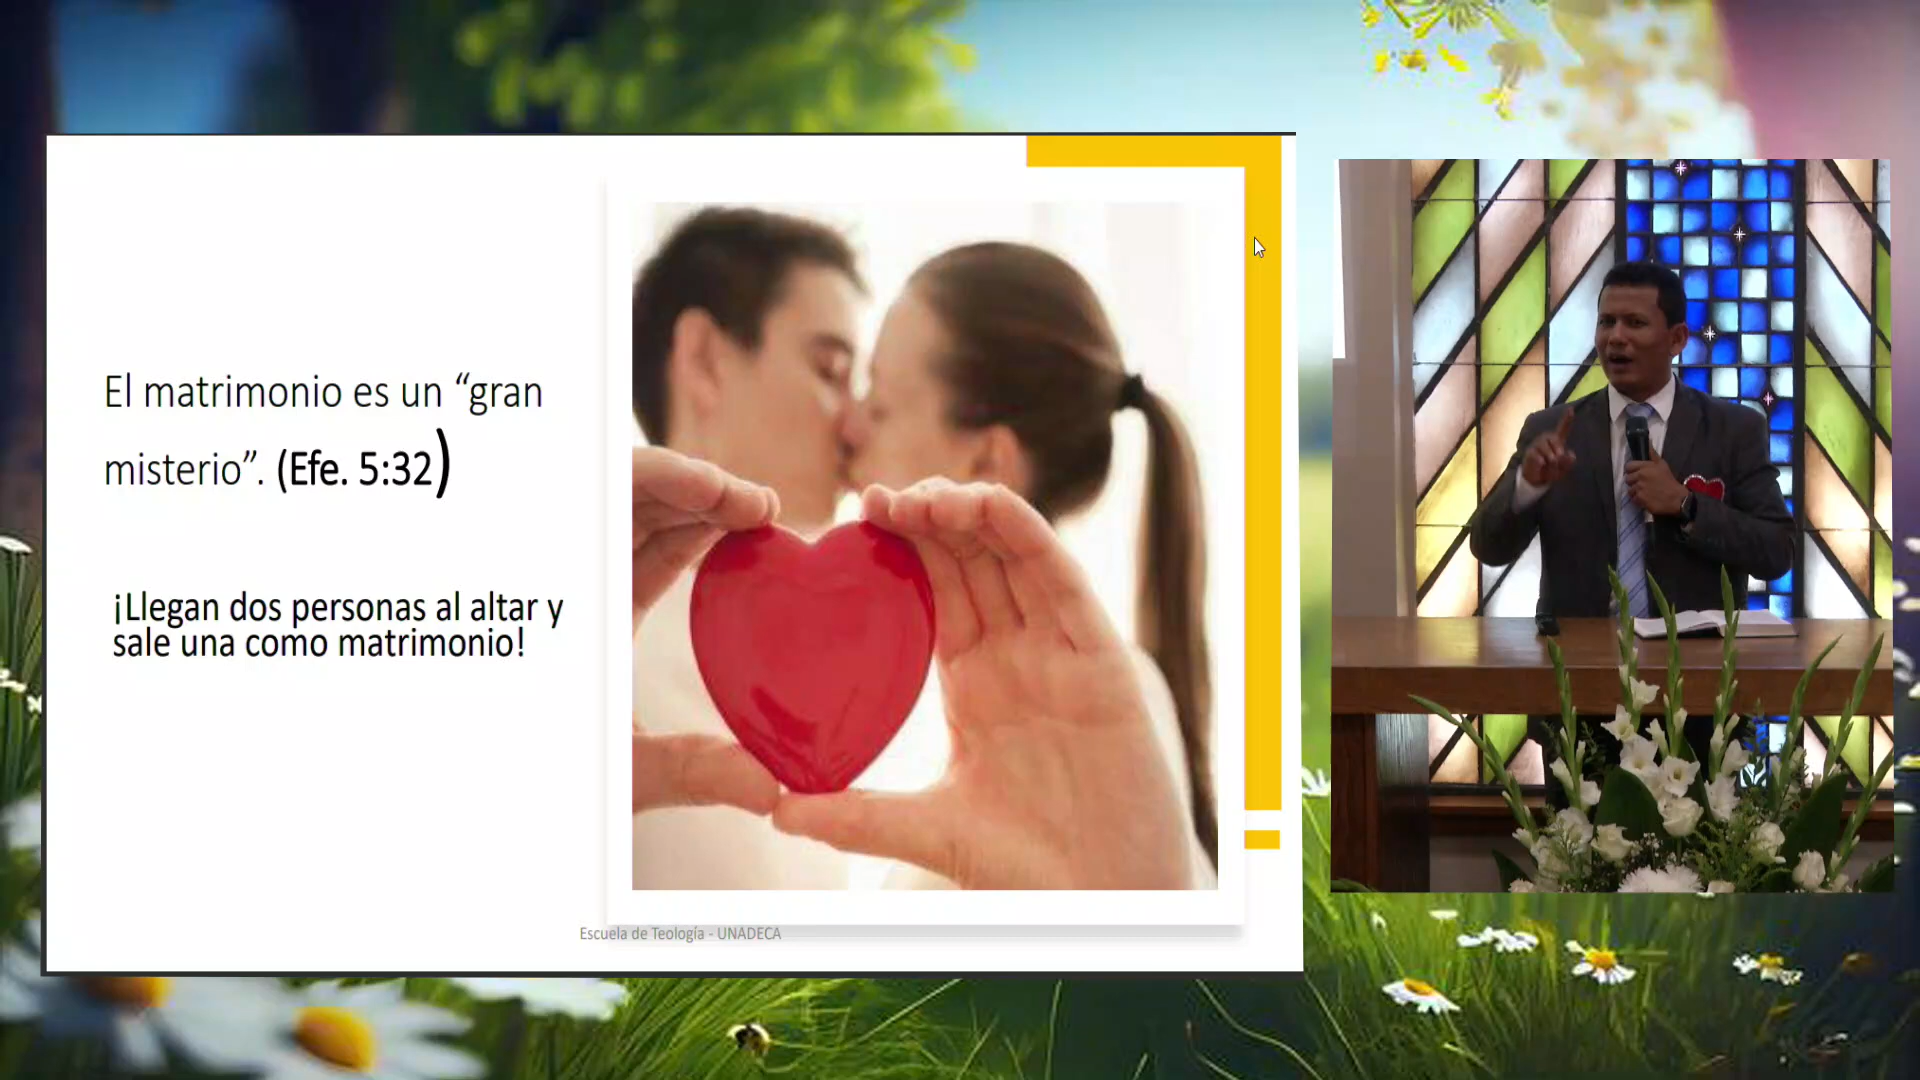 El matrimonio es un “gran
misterio”. (Efe. 5:32)
¡Llegan dos personas al altar y
sale una como matrimonio!
Escuela de Teología - UNADECA